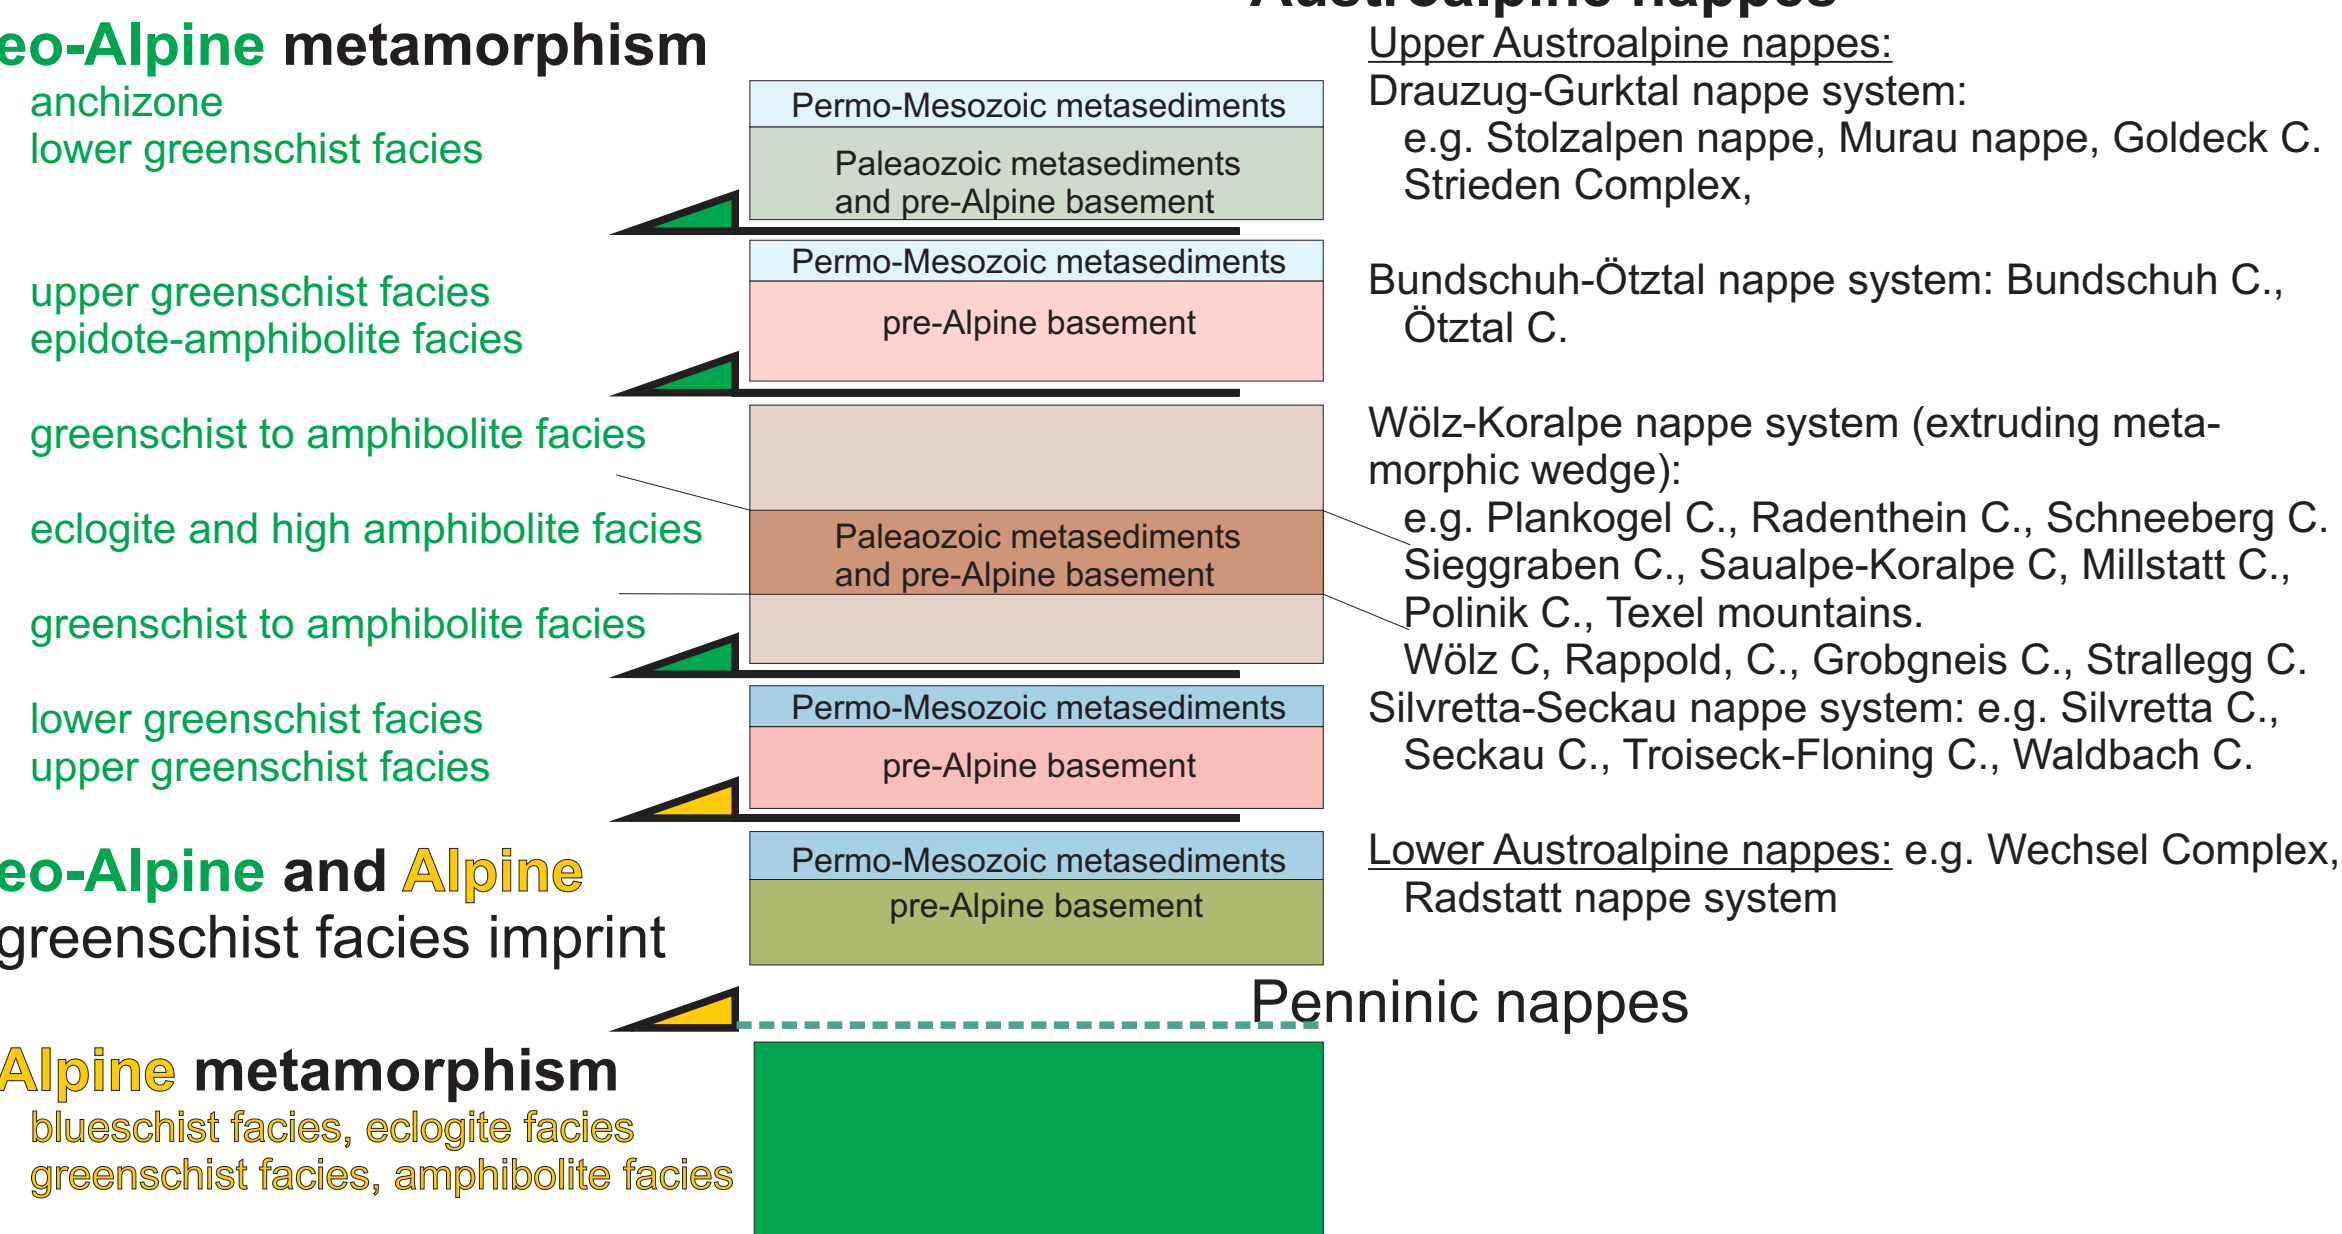 Austroalpine nappes
eo-Alpine metamorphism
anchizone
lower greenschist facies
upper greenschist facies
epidote-amphibolite facies
greenschist to amphibolite facies
eclogite and high amphibolite facies
greenschist to amphibolite facies
lower greenschist facies
upper greenschist facies
eo-Alpine and Alpine
greenschist facies imprint
Alpine metamorphism
blueschist facies, eclogite facies
greenschist facies, amphibolite facies
Permo-Mesozoic metasediments
Paleaozoic metasediments
and pre-Alpine basement
Permo-Mesozoic metasediments
pre-Alpine basement
Paleaozoic metasediments
and pre-Alpine basement
Permo-Mesozoic metasediments
pre-Alpine basement
Permo-Mesozoic metasediments
pre-Alpine basement
Upper Austroalpine nappes:
Drauzug-Gurktal nappe system:
e.g. Stolzalpen nappe, Murau nappe, Goldeck C.
Strieden Complex,
Bundschuh-Ötztal nappe system: Bundschuh C.,
Ötztal C.
Wölz-Koralpe nappe system (extruding meta-
morphic wedge):
e.g. Plankogel C., Radenthein C., Schneeberg C.
Sieggraben C., Saualpe-Koralpe C, Millstatt C.,
Polinik C., Texel mountains.
Wölz C, Rappold, C., Grobgneis C., Strallegg C.
Silvretta-Seckau nappe system: e.g. Silvretta C.,
Seckau C., Troiseck-Floning C., Waldbach C.
Lower Austroalpine nappes: e.g. Wechsel Complex,
Radstatt nappe system
Penninic nappes